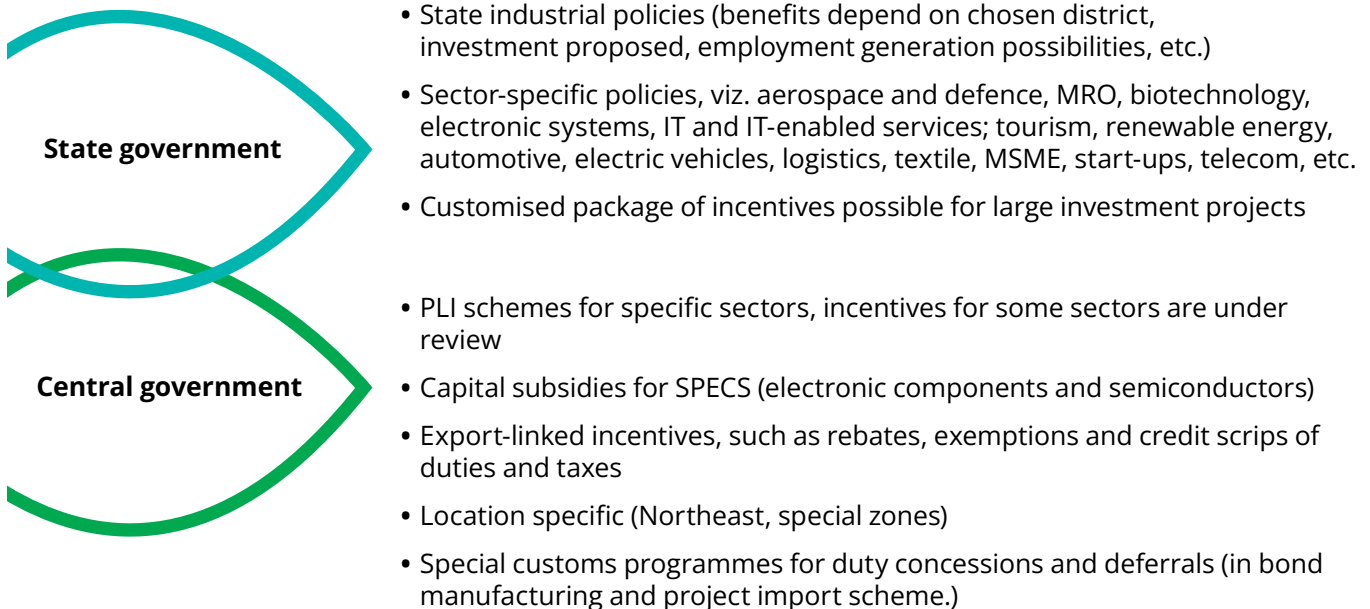 State government
• State industrial policies (benefits depend on chosen district,
investment proposed, employment generation possibilities, etc.)
• Sector-specific policies, viz. aerospace and defence, MRO, biotechnology,
electronic systems, IT and IT-enabled services; tourism, renewable energy,
automotive, electric vehicles, logistics, textile, MSME, start-ups, telecom, etc.
• Customised package of incentives possible for large investment projects
Central government
• PLI schemes for specific sectors, incentives for some sectors are under
review
• Capital subsidies for SPECS (electronic components and semiconductors)
• Export-linked incentives, such as rebates, exemptions and credit scrips of
duties and taxes
• Location specific (Northeast, special zones)
• Special customs programmes for duty concessions and deferrals (in bond
manufacturing and project import scheme.)